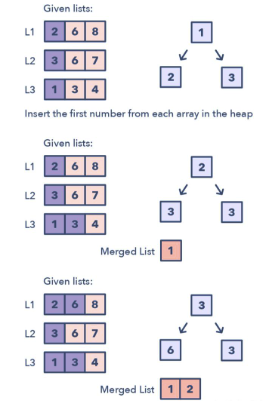 Given lists:
L1 2 6 8
1
L2 3 6 7
2 3
L3 1 3 4
Insert the first number from each array in the heap
Given lists:
L1 2 6 8
2
L2 3 6 7
3 3
L3 1 3 4
Merged List 1
Given lists:
L1 2 6 8
3
L2 3 6 7
6 3
L3 1 3 4
Merged List 1 2